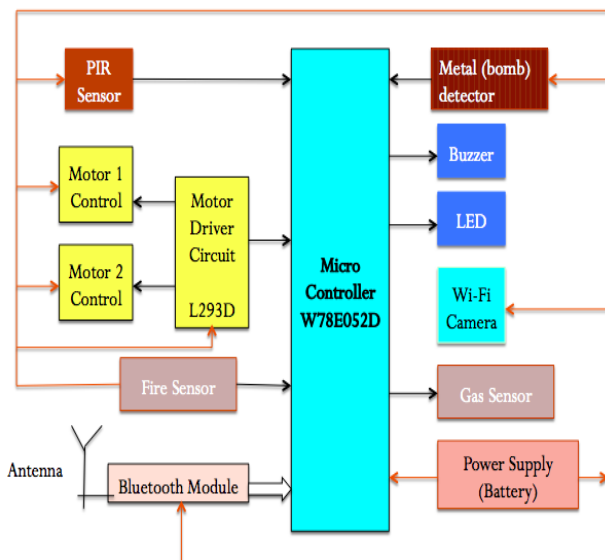 PIR
Sensor
Metal (bomb)
detector
Buzzer
Motor 1
Control
Motor
Driver
Circuit
L293D
LED
Motor 2
Control
Micro
Controller
W78E052D
Wi-Fi
Camera
Fire Sensor
Gas Sensor
Antenna
Bluetooth Module
Power Supply
(Battery)